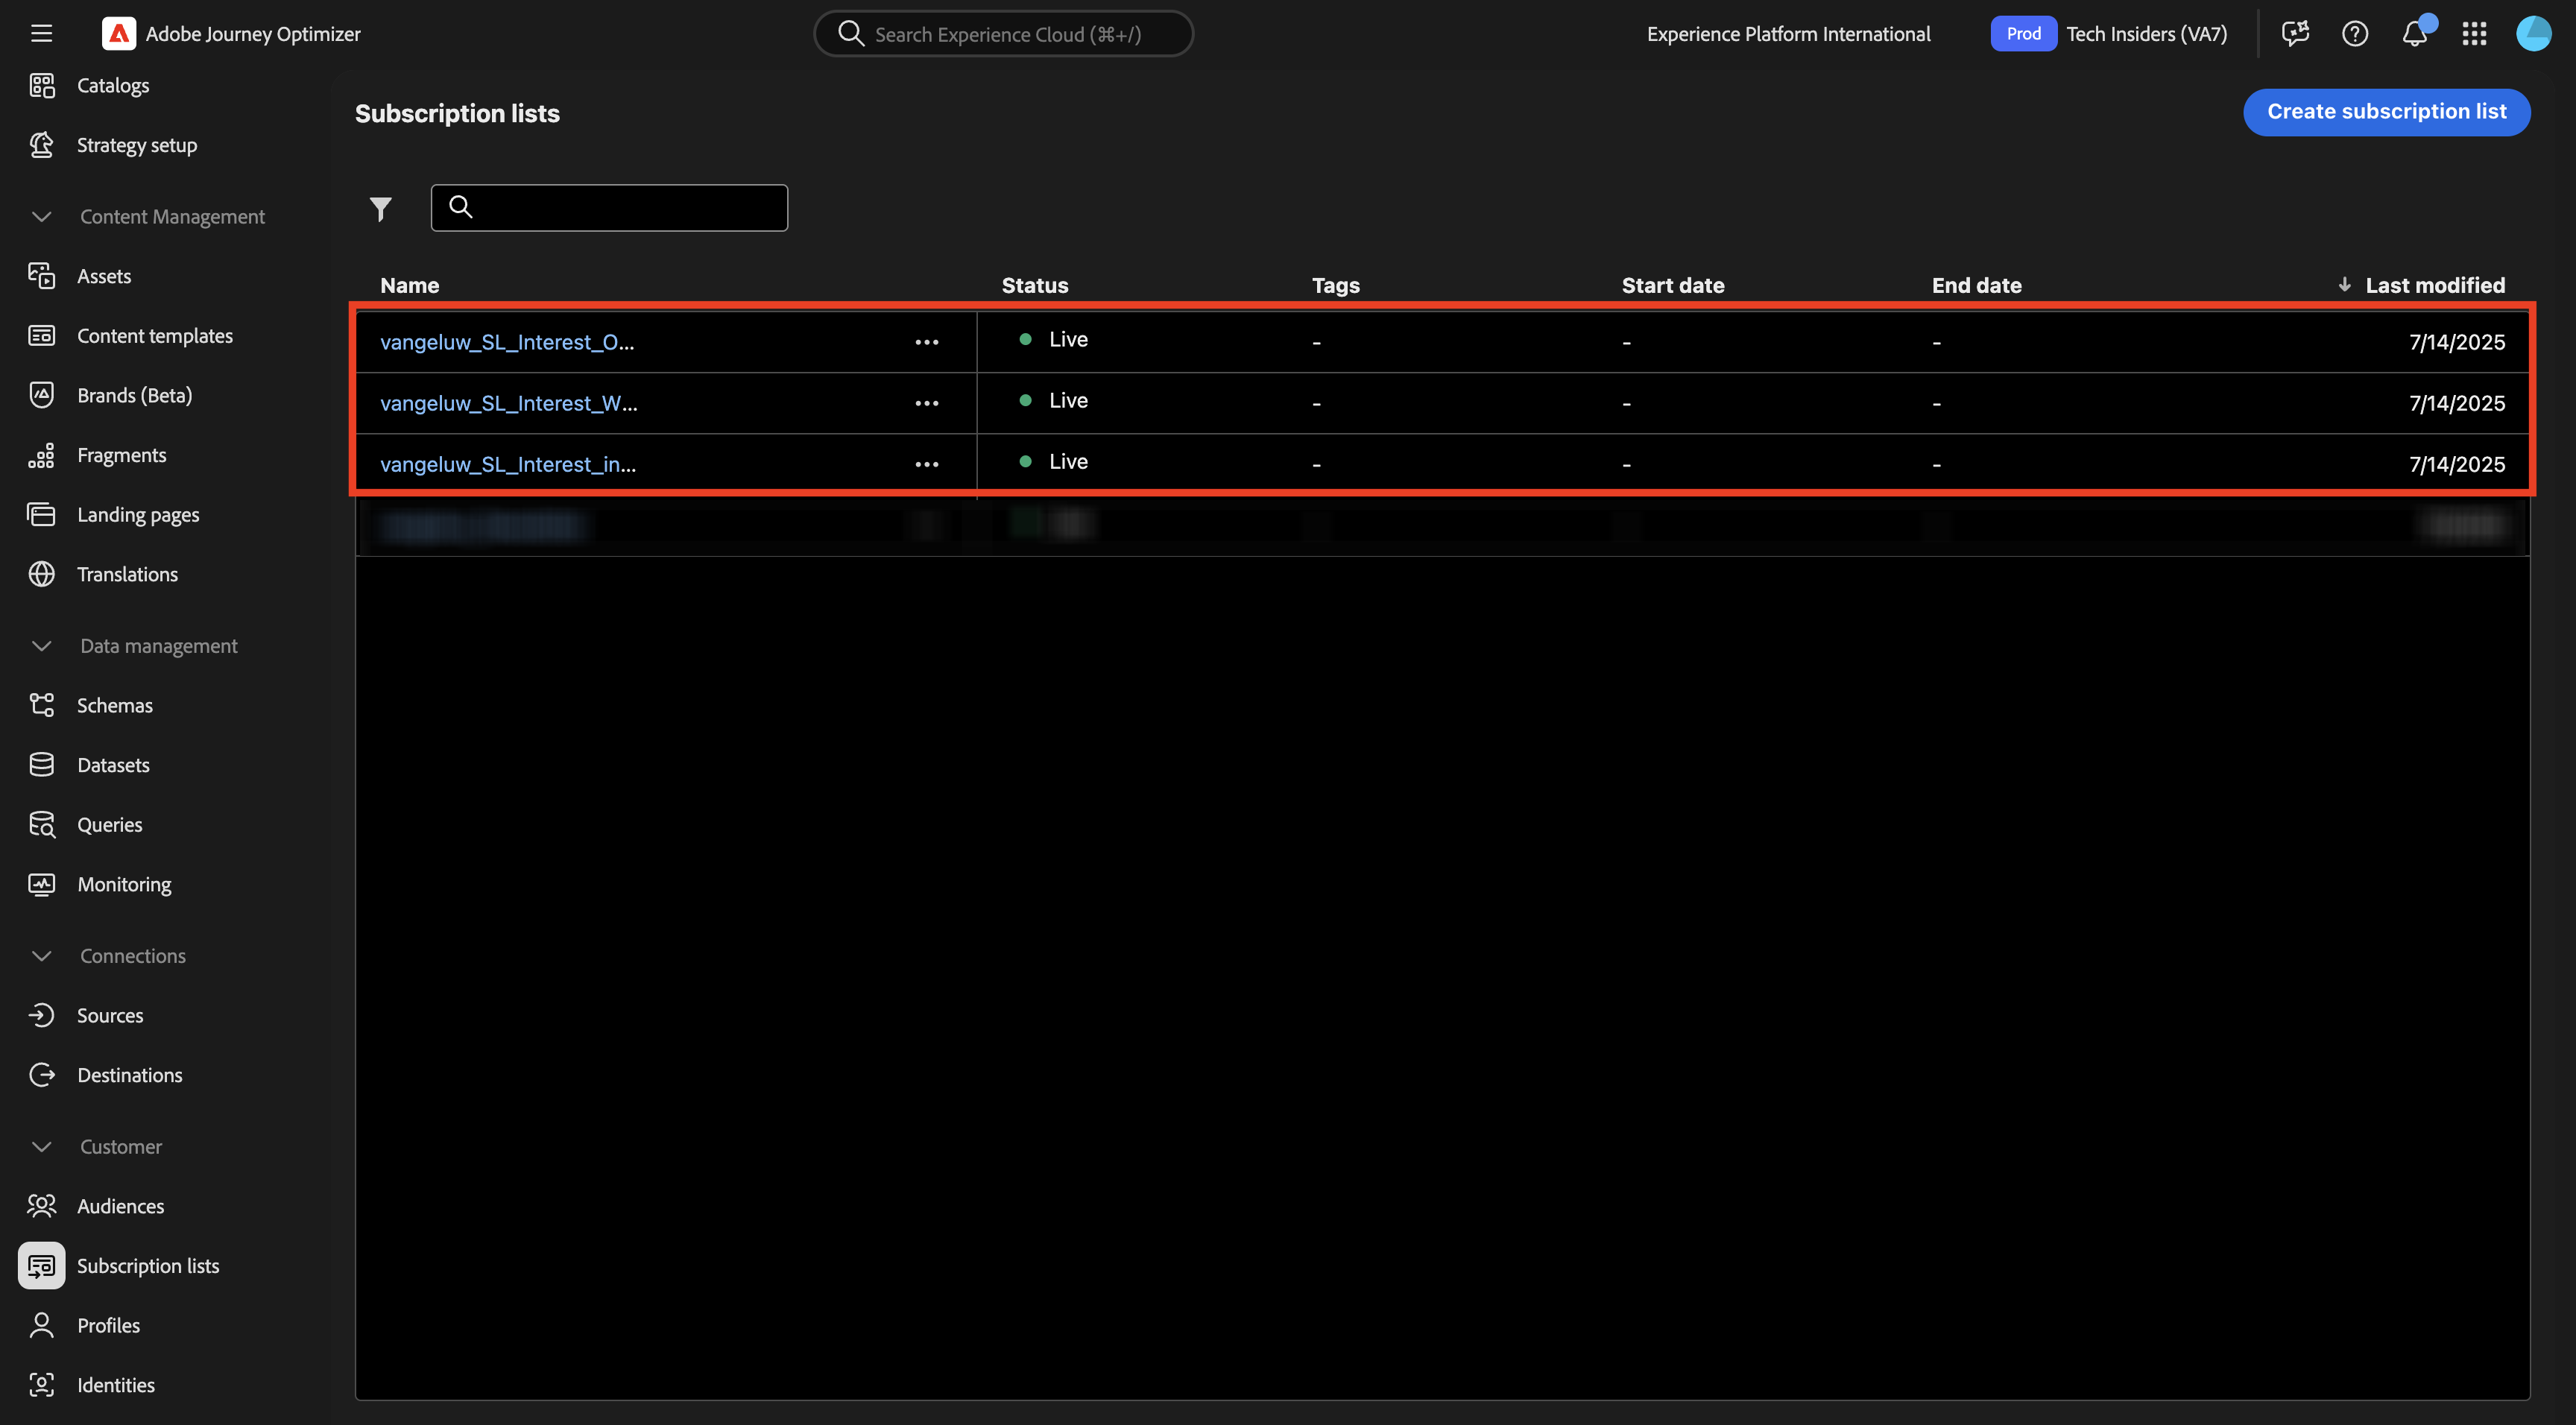 Adobe Journey Optimizer
Search Experience Cloud (⌘+/)
Experience Platform International
Prod
Tech Insiders (VA7)
Catalogs
Strategy setup
Content Management
Assets
Content templates
Brands (Beta)
Fragments
Landing pages
Translations
Data management
Schemas
Datasets
Queries
Monitoring
Connections
Sources
Destinations
Customer
Audiences
Subscription lists
Profiles
Identities
Subscription lists
Create subscription list
Name Status Tags Start date End date Last modified
vangeluw_SL_Interest_O... Live - - - 7/14/2025
vangeluw_SL_Interest_W... Live - - - 7/14/2025
vangeluw_SL_Interest_in... Live - - - 7/14/2025